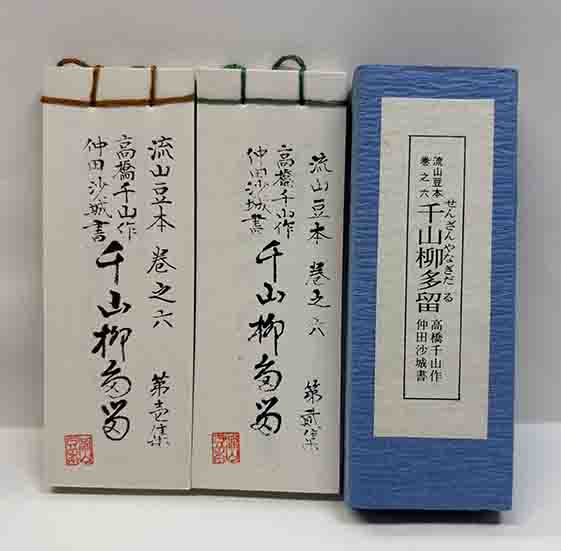 流山豆本 巻之六 第壱集
高橋千山作
仲田沙城書
千山柳多留
流山豆本 巻之六 第貳集
高橋千山作
仲田沙城書
千山柳多留
流山豆本
巻之六
せんざんやなぎだる
千山柳多留
高橋千山作
仲田沙城書